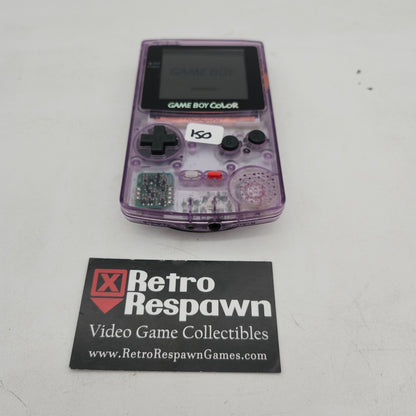 GAME BOY
GAME BOY COLOR
150
Retro
Respawn
Video Game Collectibles
www.RetroRespawnGames.com